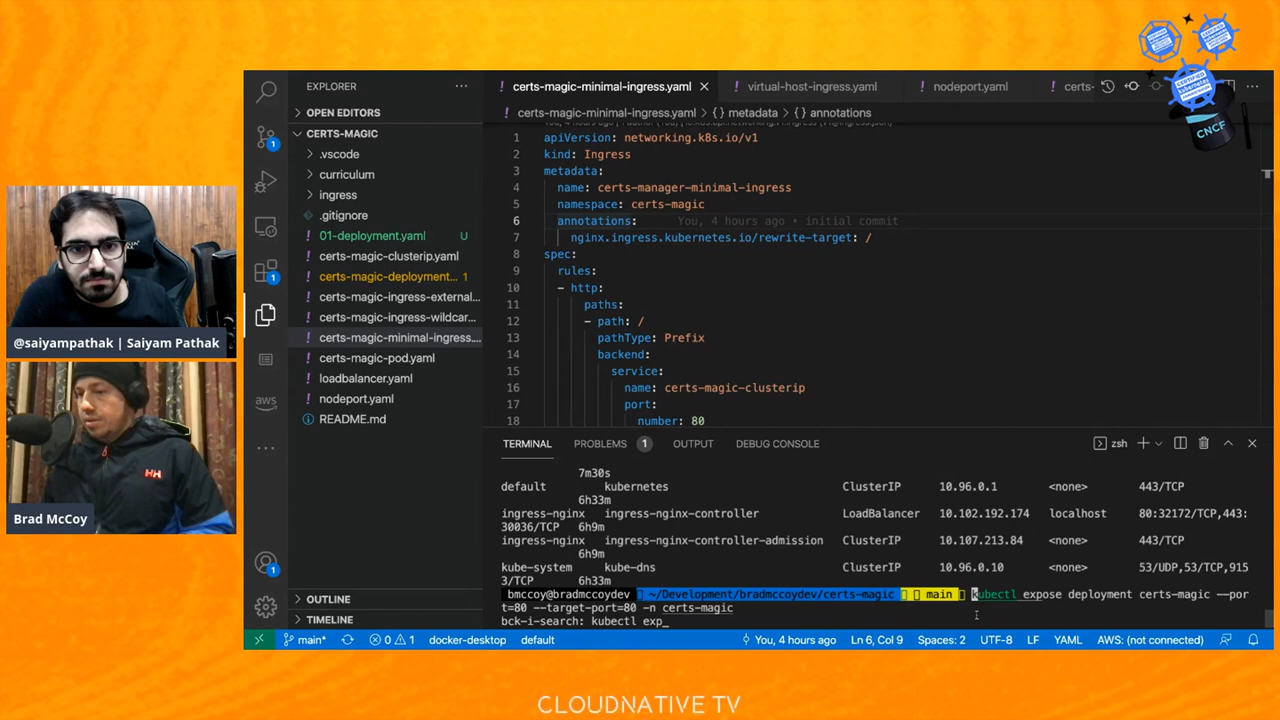 CERTIFIED kubernetes
CNCF
EXPLORER
certs-magic-minimal-ingress.yaml
virtual-host-ingress.yaml
nodeport.yaml
certs-
OPEN EDITORS
certs-magic-minimal-ingress.yaml > {} metadata > {} annotations
CERTS-MAGIC
.vscode
curriculum
ingress
.gitignore
01-deployment.yaml U
certs-magic-clusterip.yaml
certs-magic-deployment... 1
certs-magic-ingress-external...
certs-magic-ingress-wildcar...
certs-magic-minimal-ingress....
certs-magic-pod.yaml
loadbalancer.yaml
nodeport.yaml
README.md
OUTLINE
TIMELINE
aws
1 apiVersion: networking.k8s.io/v1
2 kind: Ingress
3 metadata:
4 name: certs-manager-minimal-ingress
5 namespace: certs-magic
6 annotations: You, 4 hours ago • initial commit
7 nginx.ingress.kubernetes.io/rewrite-target: /
8 spec:
9 rules:
10 - http:
11 paths:
12 - path: /
13 pathType: Prefix
14 backend:
15 service:
16 name: certs-magic-clusterip
17 port:
18 number: 80
TERMINAL PROBLEMS 1 OUTPUT DEBUG CONSOLE zsh
7m30s
default kubernetes ClusterIP 10.96.0.1 <none> 443/TCP
6h33m
ingress-nginx ingress-nginx-controller LoadBalancer 10.102.192.174 localhost 80:32172/TCP,443:
30036/TCP 6h9m
ingress-nginx ingress-nginx-controller-admission ClusterIP 10.107.213.84 <none> 443/TCP
6h9m
kube-system kube-dns ClusterIP 10.96.0.10 <none> 53/UDP,53/TCP,915
3/TCP 6h33m
bmccoy@bradmccoydev ~/Development/bradmccoydev/certs-magic main kubectl expose deployment certs-magic --por
t=80 --target-port=80 -n certs-magic
bck-i-search: kubectl exp_
main* 0 1 docker-desktop default You, 4 hours ago Ln 6, Col 9 Spaces: 2 UTF-8 LF YAML AWS: (not connected)
@saiyampathak | Saiyam Pathak
HH
Brad McCoy
CLOUDNATIVE TV